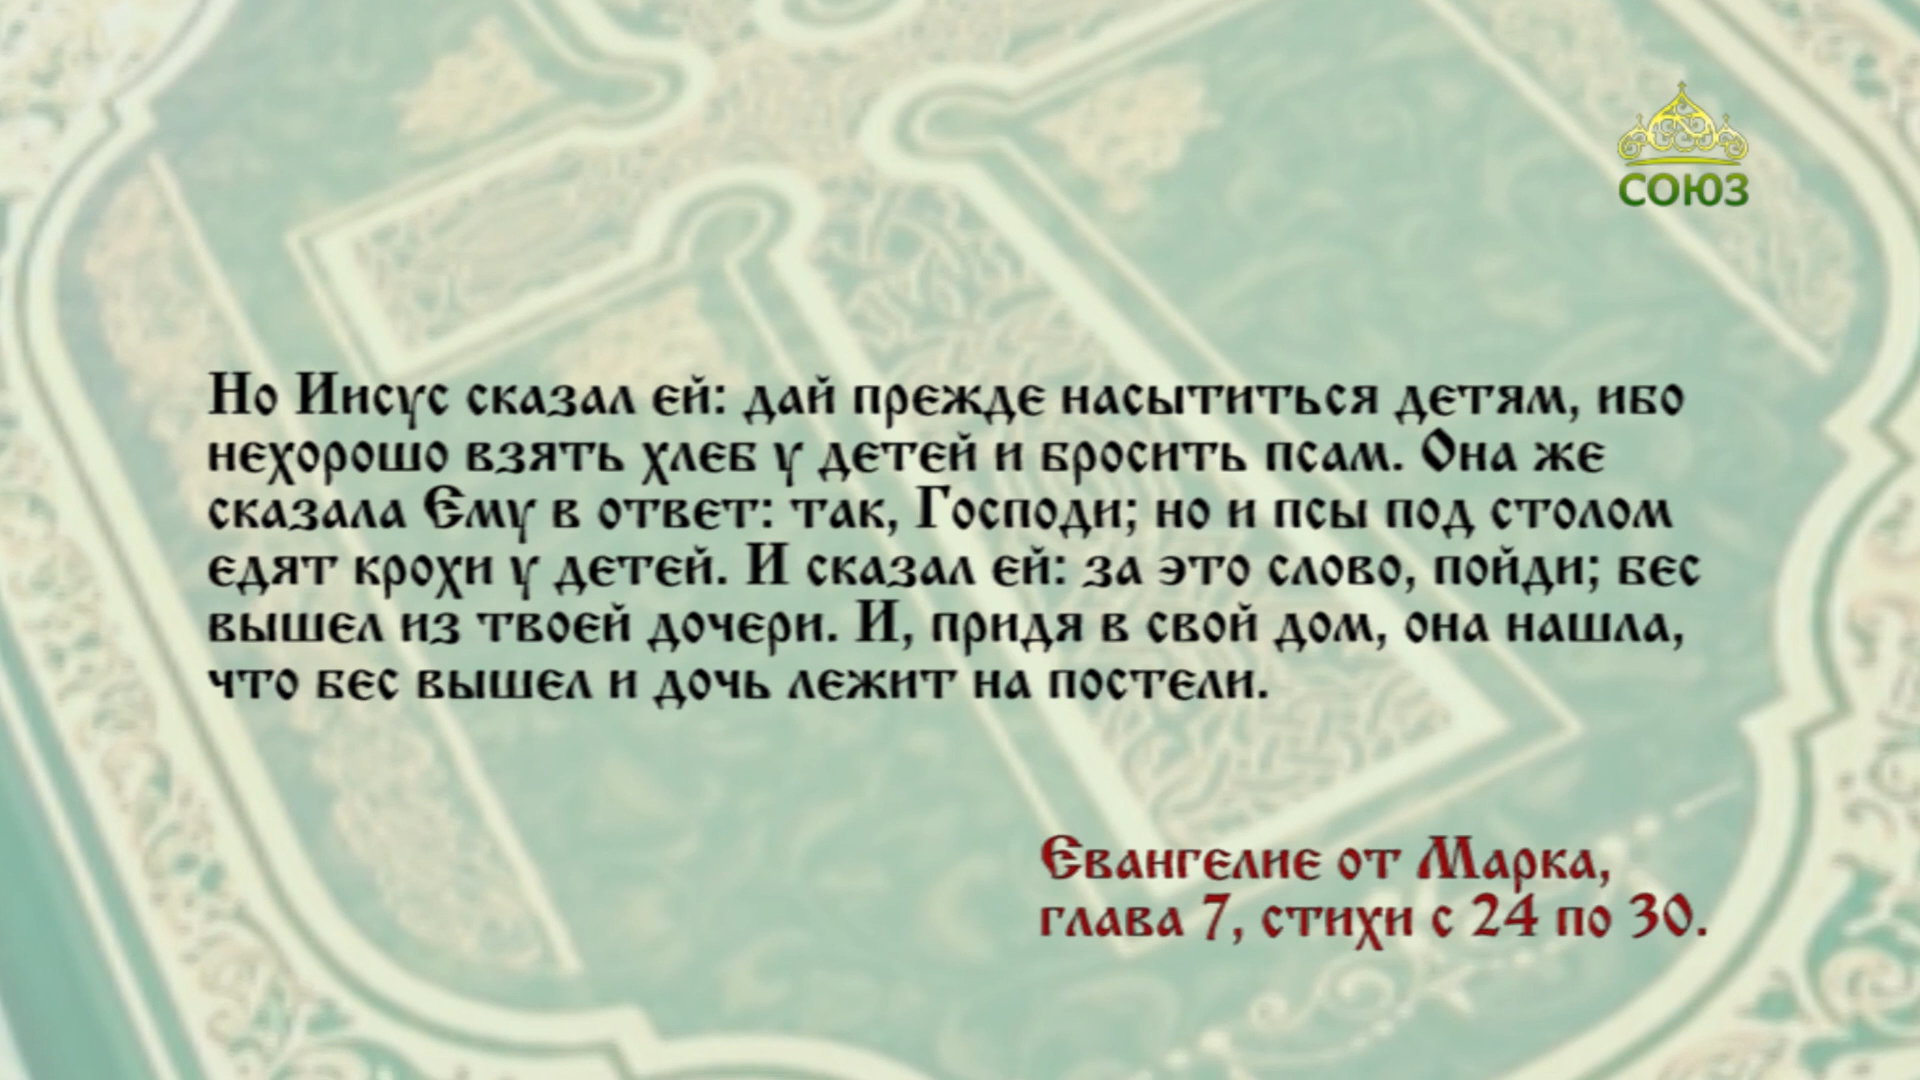 СОЮЗ
Но Иисус сказал ей: дай прежде насытиться детям, ибо
нехорошо взять хлеб у детей и бросить псам. Она же
сказала Ему в ответ: так, Господи; но и псы под столом
едят крохи у детей. И сказал ей: за это слово, пойди; бес
вышел из твоей дочери. И, придя в свой дом, она нашла,
что бес вышел и дочь лежит на постели.
Евангелие от Марка,
глава 7, стихи с 24 по 30.